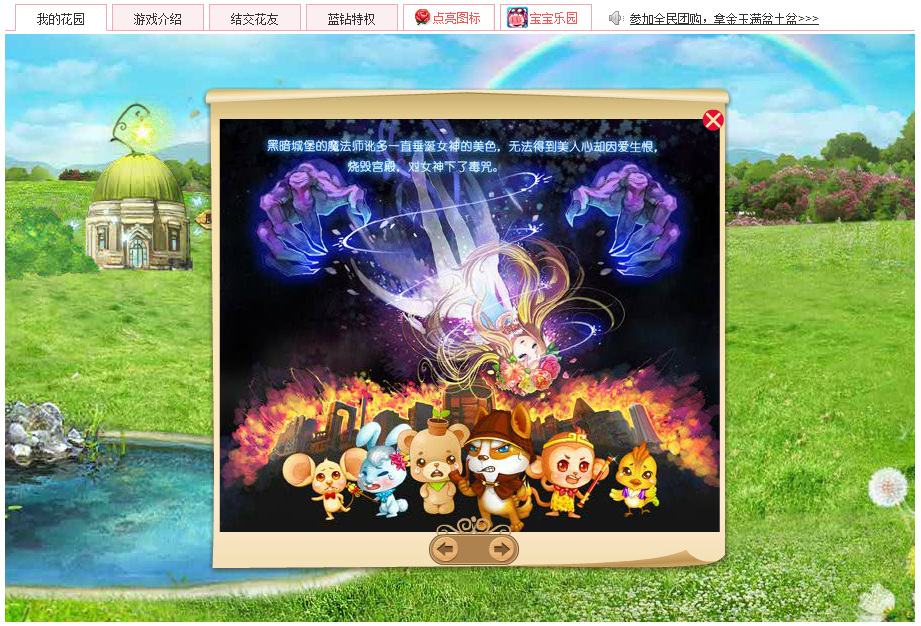 我的花园
游戏介绍
结交花友
蓝钻特权
点亮图标
宝宝乐园
参加全民团购，拿金玉满盆土盆>>>
黑暗城堡的魔法师讹多一直垂涎女神的美色，无法得到美人心却因爱生恨，
烧毁宫殿，对女神下了毒咒。